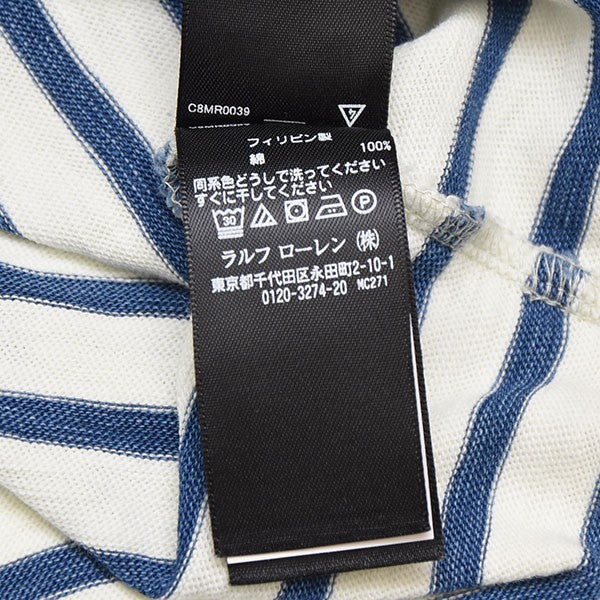 C8MR0039
フィリピン製
綿 100%
同系色どうしで洗ってください
すぐに干してください
30 P
ラルフ ローレン (株)
東京都千代田区永田町2-10-1
0120-3274-20 MC271